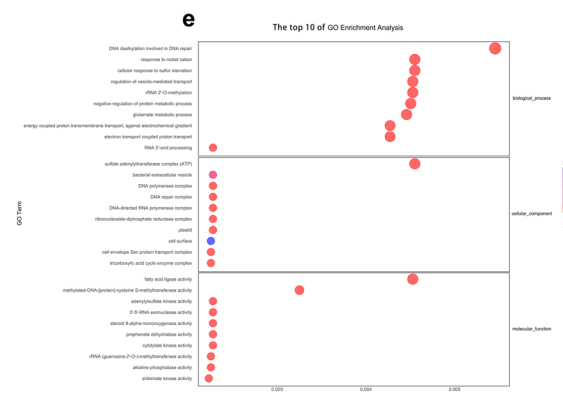 e
The top 10 of GO Enrichment Analysis
DNA dealkylation involved in DNA repair
response to nickel cation
cellular response to sulfur starvation
regulation of vesicle-mediated transport
rRNA 2'-O-methylation
negative regulation of protein metabolic process
glutamate metabolic process
energy coupled proton transmembrane transport, against electrochemical gradient
electron transport coupled proton transport
tRNA 5'-end processing
biological_process
sulfate adenylyltransferase complex (ATP)
bacterial extracellular vesicle
DNA polymerase complex
DNA repair complex
DNA-directed RNA polymerase complex
ribonucleoside-diphosphate reductase complex
plastid
cell surface
cell envelope Sec protein transport complex
tricarboxylic acid cycle enzyme complex
cellular_component
GO Term
fatty acid ligase activity
methylated-DNA-[protein]-cysteine S-methyltransferase activity
adenylylsulfate kinase activity
3'-5'-RNA exonuclease activity
steroid 9-alpha-monooxygenase activity
prephenate dehydratase activity
cytidylate kinase activity
rRNA (guanosine-2'-O-)-methyltransferase activity
alkaline phosphatase activity
shikimate kinase activity
molecular_function
0.003 0.004 0.005